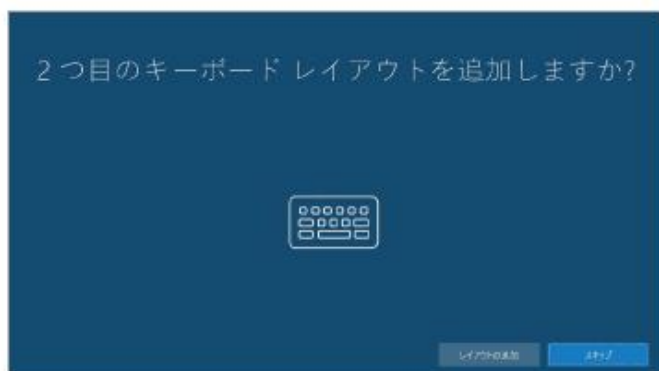 2 つ目のキーボード レイアウトを追加しますか?
レイアウトの追加
スキップ